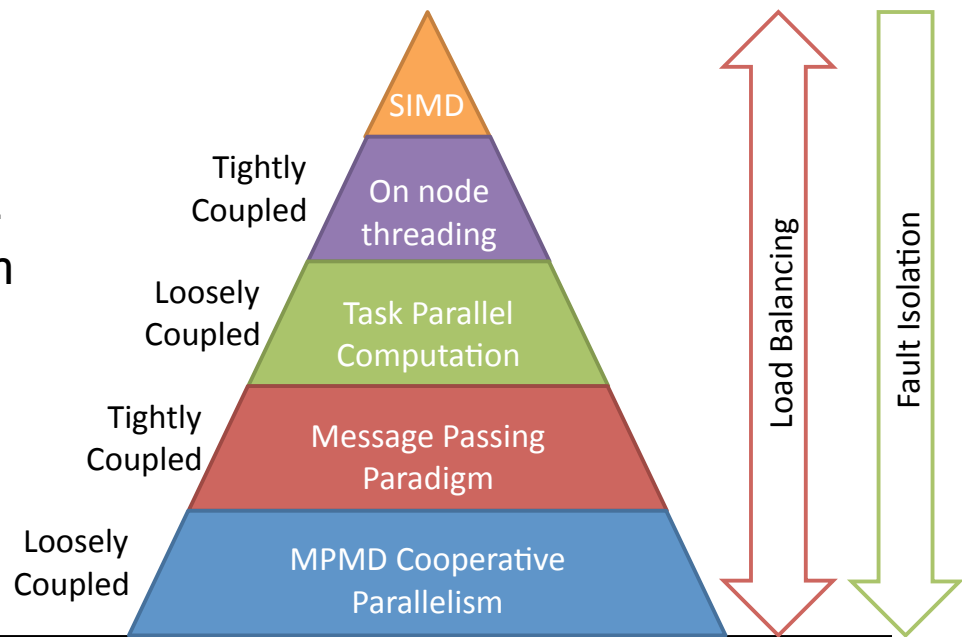 SIMD
Tightly
Coupled
On node
threading
Loosely
Coupled
Task Parallel
Computation
Tightly
Coupled
Message Passing
Paradigm
Loosely
Coupled
MPMD Cooperative
Parallelism
Load Balancing
Fault Isolation